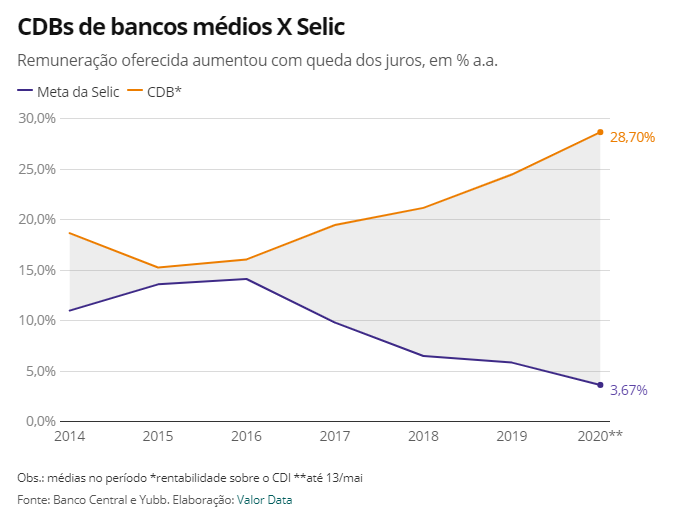 CDBs de bancos médios X Selic
Remuneração oferecida aumentou com queda dos juros, em % a.a.
Meta da Selic CDB*
30,0%
28,70%
25,0%
20,0%
15,0%
10,0%
5,0%
3,67%
0,0%
2014 2015 2016 2017 2018 2019 2020**
Obs.: médias no período *rentabilidade sobre o CDI **até 13/mai
Fonte: Banco Central e Yubb. Elaboração: Valor Data